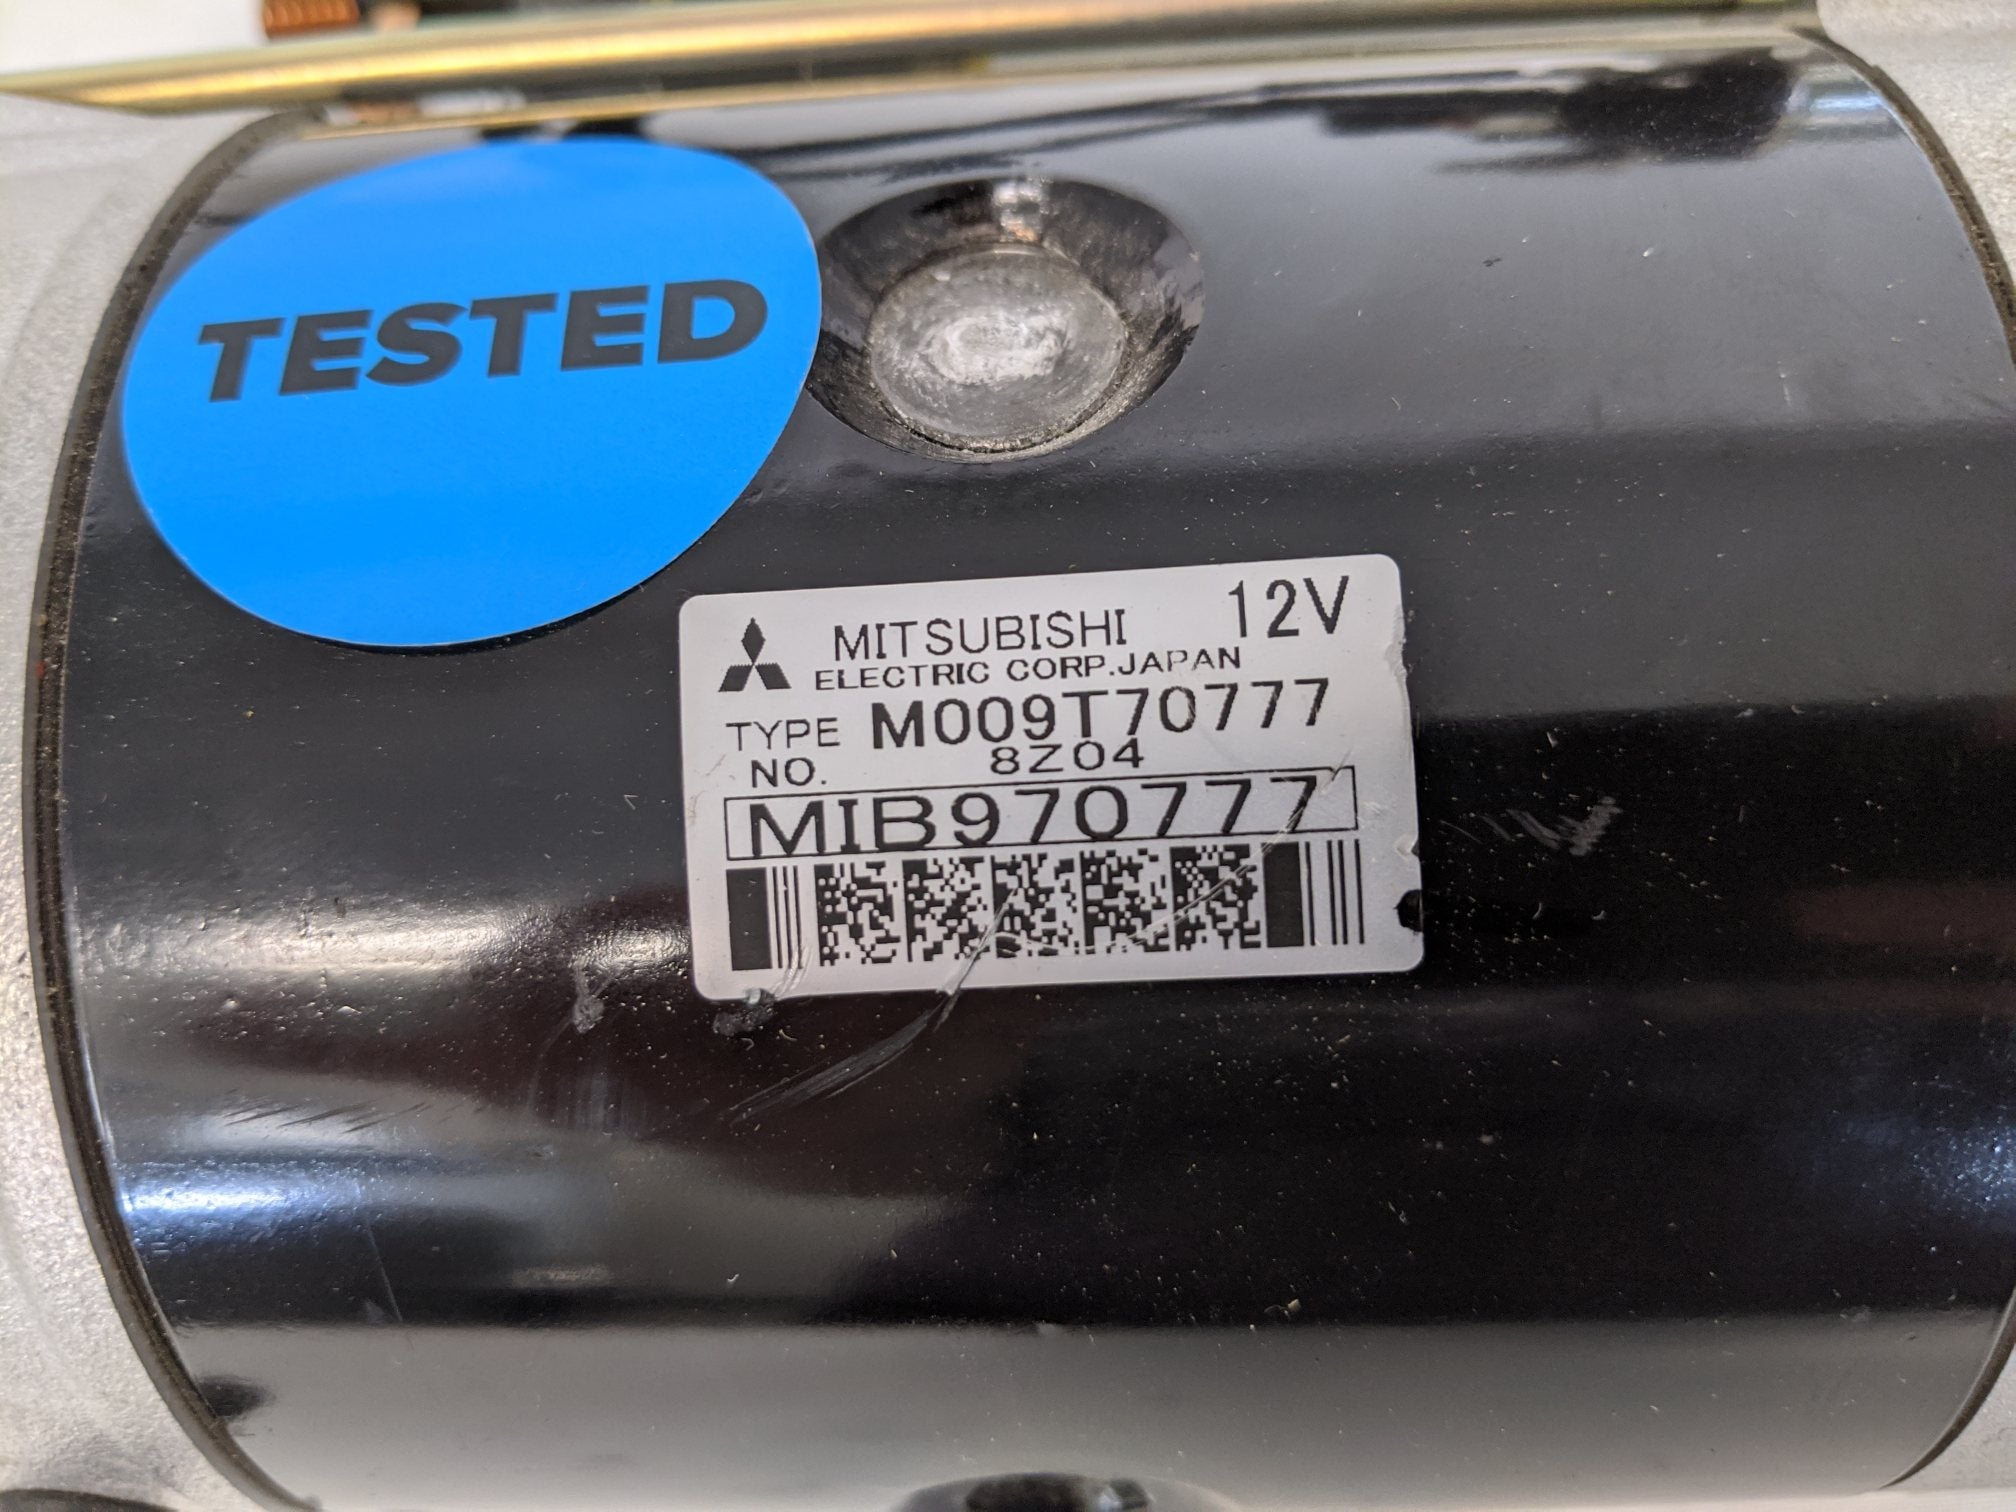 TESTED
MITSUBISHI 12V
ELECTRIC CORP.JAPAN
TYPE M009T70777
NO. 8Z04
MIB970777